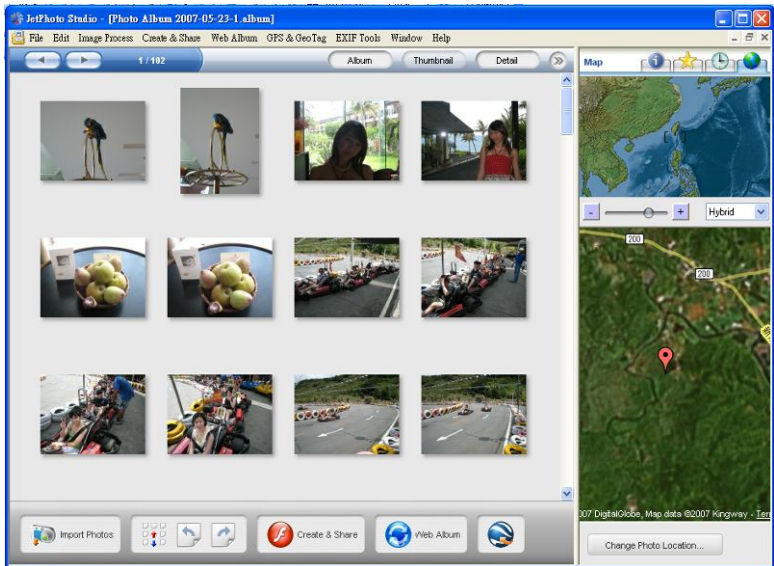 JetPhoto Studio - [Photo Album 2007-05-23-1.album]
File Edit Image Process Create & Share Web Album GPS & GeoTag EXIF Tools Window Help
1 / 102 Album Thumbnail Detail
Map
- + Hybrid
200
200
007 DigitalGlobe, Map data ©2007 Kingway - Terr
Import Photos Create & Share Web Album
Change Photo Location...